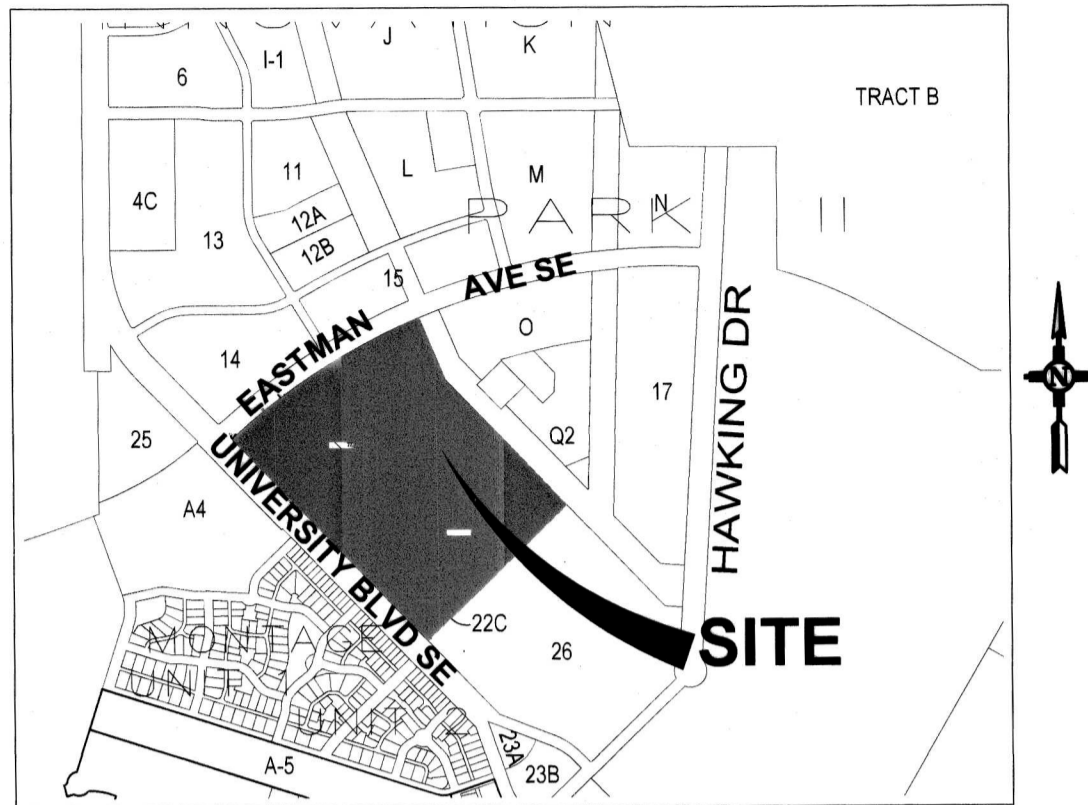 J
K
I-1
6
TRACT B
11
L
M
4C
12A
N
PARK II
12B
13
15
AVE SE
EASTMAN
O
14
17
HAWKING DR
N
25
Q2
UNIVERSITY BLVD SE
A4
22C
26
SITE
MONTAGE
UNIT 1
UNIT 2
23A
A-5
23B